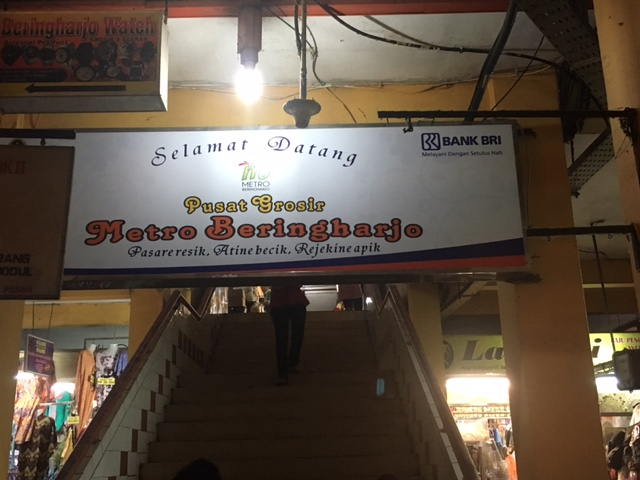 Beringharjo Watch
Selamat Datang
METRO
BERINGHARJO
BANK BRI
Melayani Dengan Setulus Hati
Pusat Grosir
Metro Beringharjo
Pasare resik, Atine becik, Rejekine apik